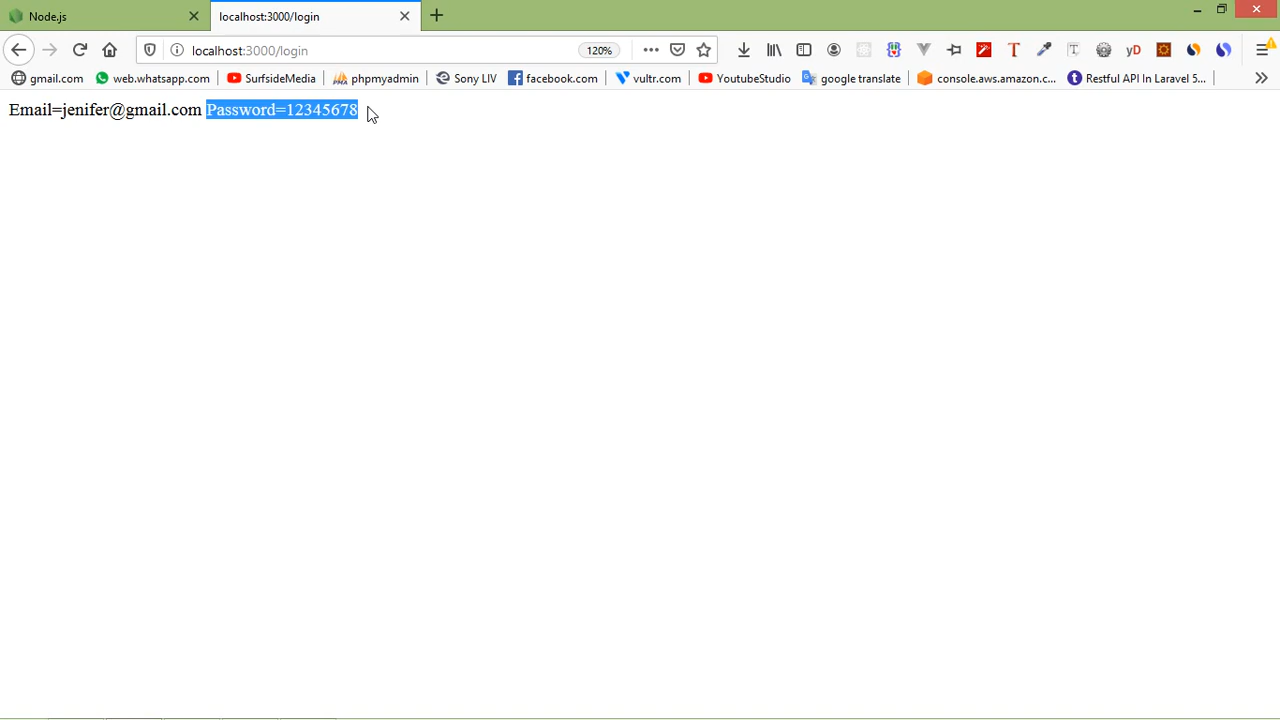 Node.js
localhost:3000/login
localhost:3000/login 120%
gmail.com web.whatsapp.com SurfsideMedia phpmyadmin Sony LIV facebook.com vultr.com YoutubeStudio google translate console.aws.amazon.c... Restful API In Laravel 5...
Email=jenifer@gmail.com Password=12345678